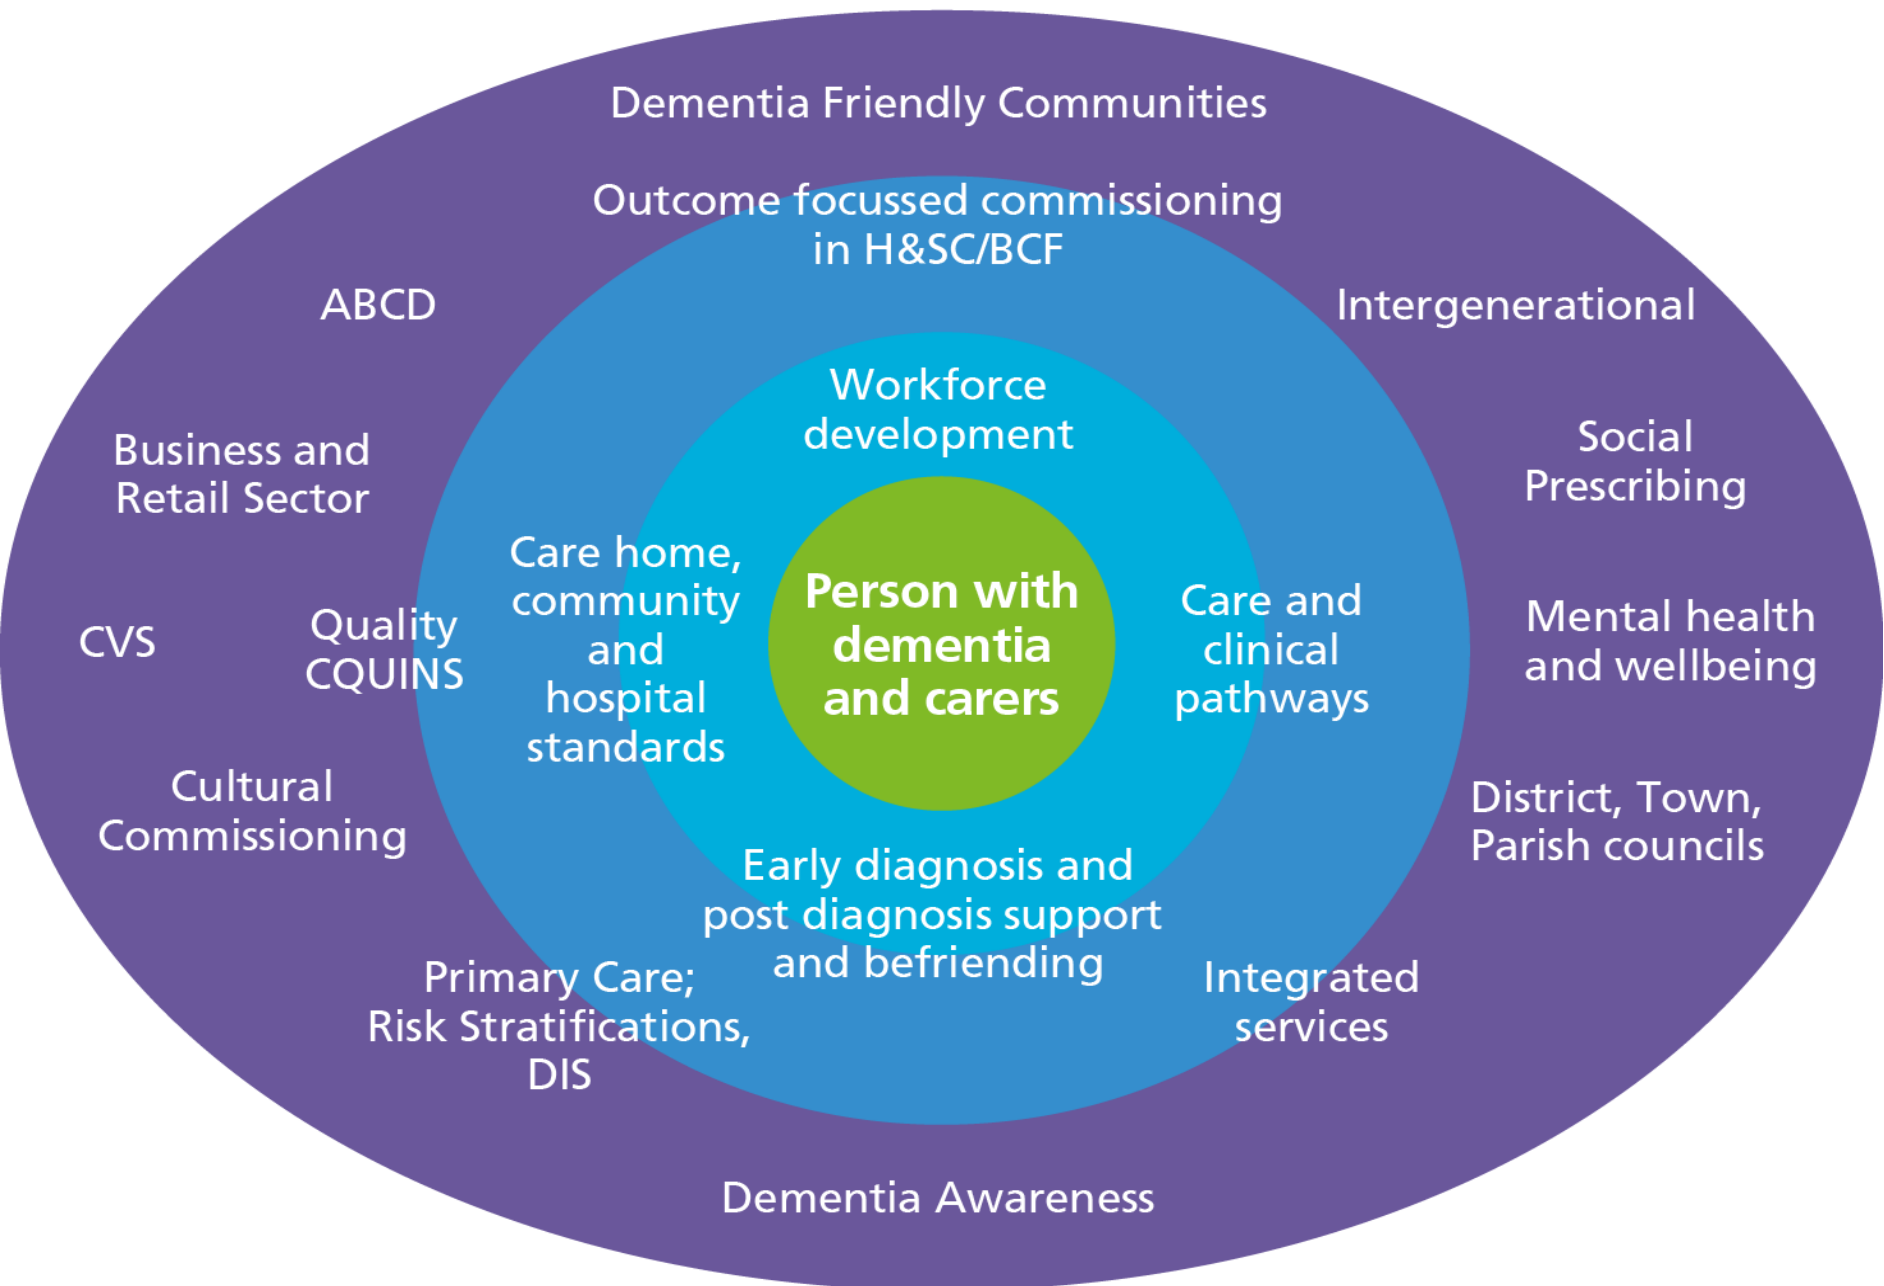 Dementia Friendly Communities
Outcome focussed commissioning
in H&SC/BCF
ABCD
Intergenerational
Workforce
development
Business and
Retail Sector
Social
Prescribing
Care home,
community
and
hospital
standards
Person with
dementia
and carers
Care and
clinical
pathways
CVS
Quality
CQUINS
Mental health
and wellbeing
Cultural
Commissioning
District, Town,
Parish councils
Early diagnosis and
post diagnosis support
and befriending
Primary Care;
Risk Stratifications,
DIS
Integrated
services
Dementia Awareness